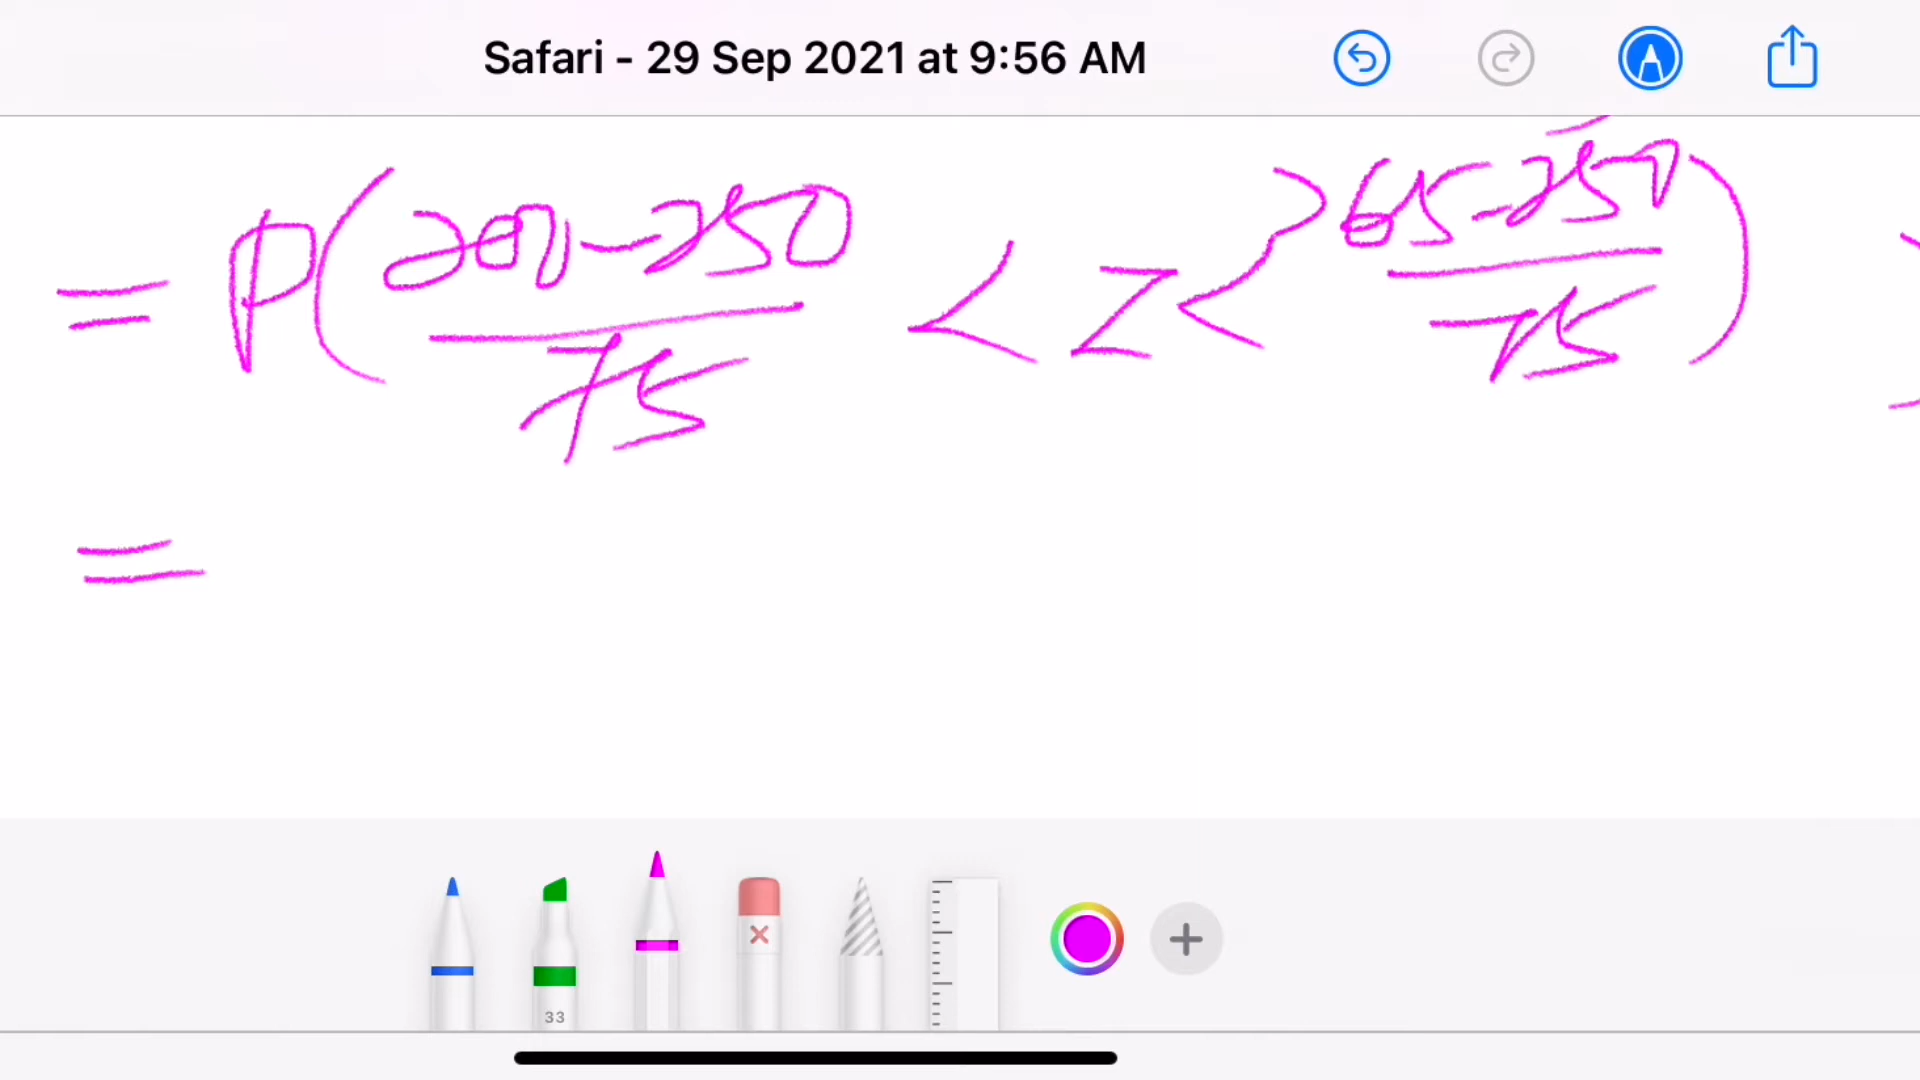 Safari - 29 Sep 2021 at 9:56 AM
= P(200-250/75 < Z < 265-250/75)
=
33